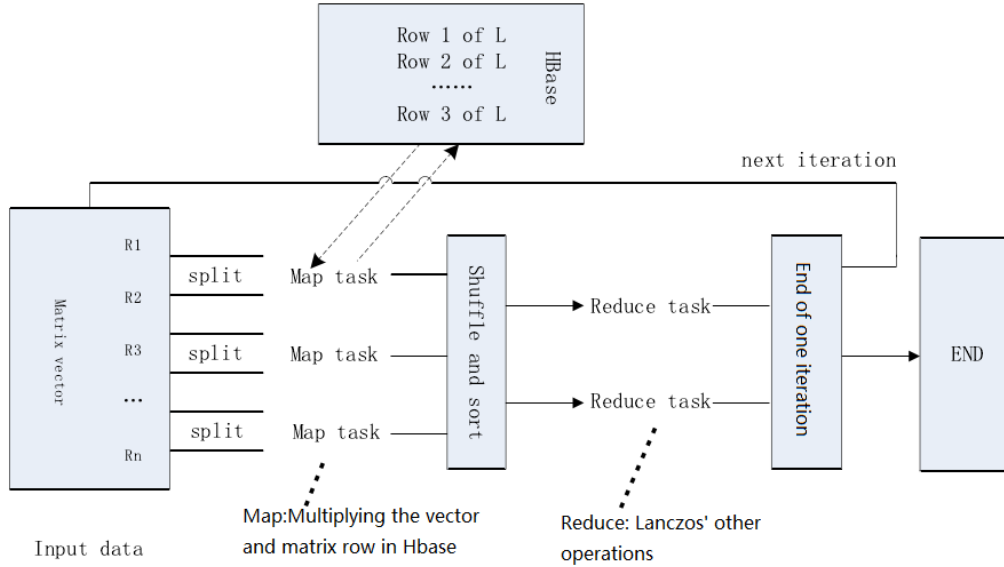 Row 1 of L
Row 2 of L
......
Row 3 of L
HBase
next iteration
Matrix vector
R1
R2
R3
...
Rn
split
split
split
Map task
Map task
Map task
Shuffle and sort
Reduce task
Reduce task
End of one iteration
END
Map:Multiplying the vector
and matrix row in Hbase
Reduce: Lanczos' other
operations
Input data